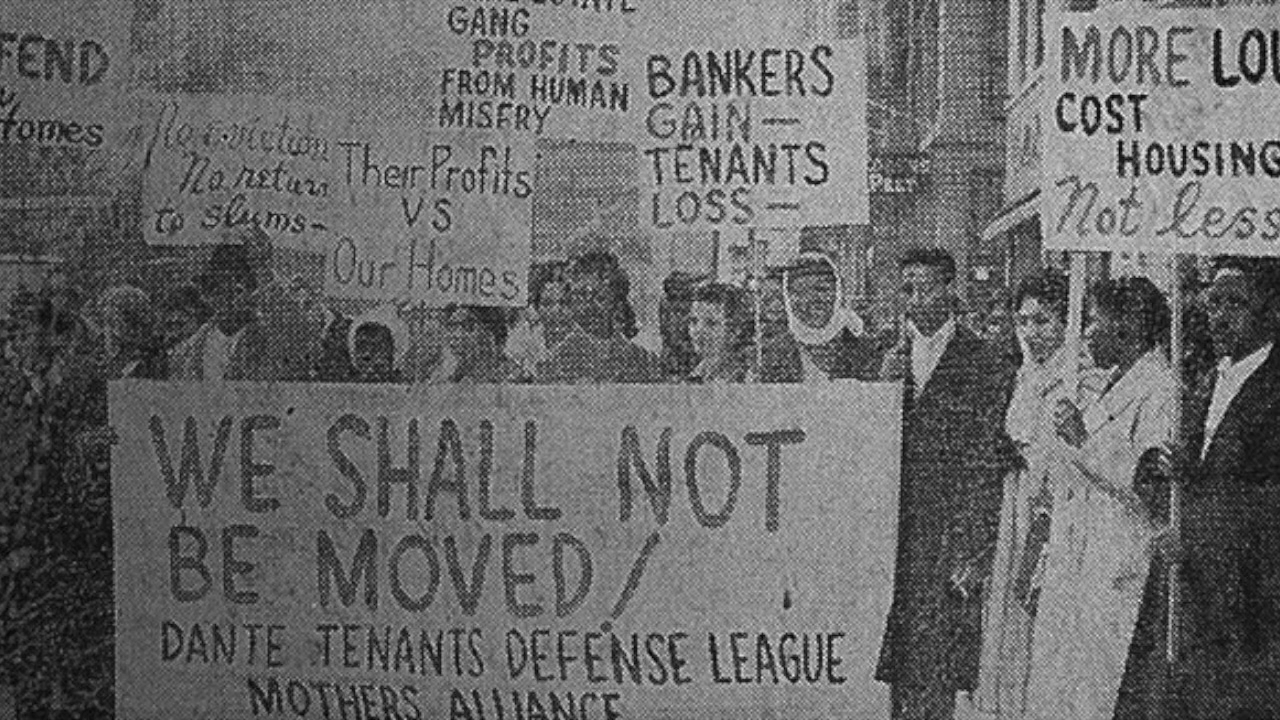 FEND
Homes
No eviction
No return
to slums-
Their Profits
VS
Our Homes
GANG
PROFITS
FROM HUMAN
MISERY
BANKERS
GAIN —
TENANTS
LOSS —
MORE LOW
COST
HOUSING
Not less
WE SHALL NOT
BE MOVED!
DANTE TENANTS DEFENSE LEAGUE
MOTHERS ALLIANCE